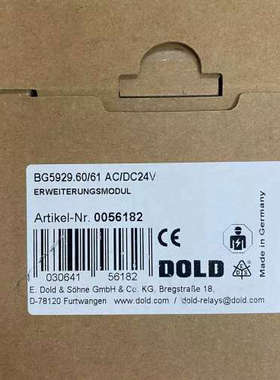 BG5929.60/61 AC/DC24V
ERWEITERUNGSMODUL
Artikel-Nr. 0056182
CE
030641 56182
DOLD
Made in Germany
E. Dold & Söhne GmbH & Co. KG, Bregstraße 18,
D-78120 Furtwangen www.dold.com, dold-relays@dold.com